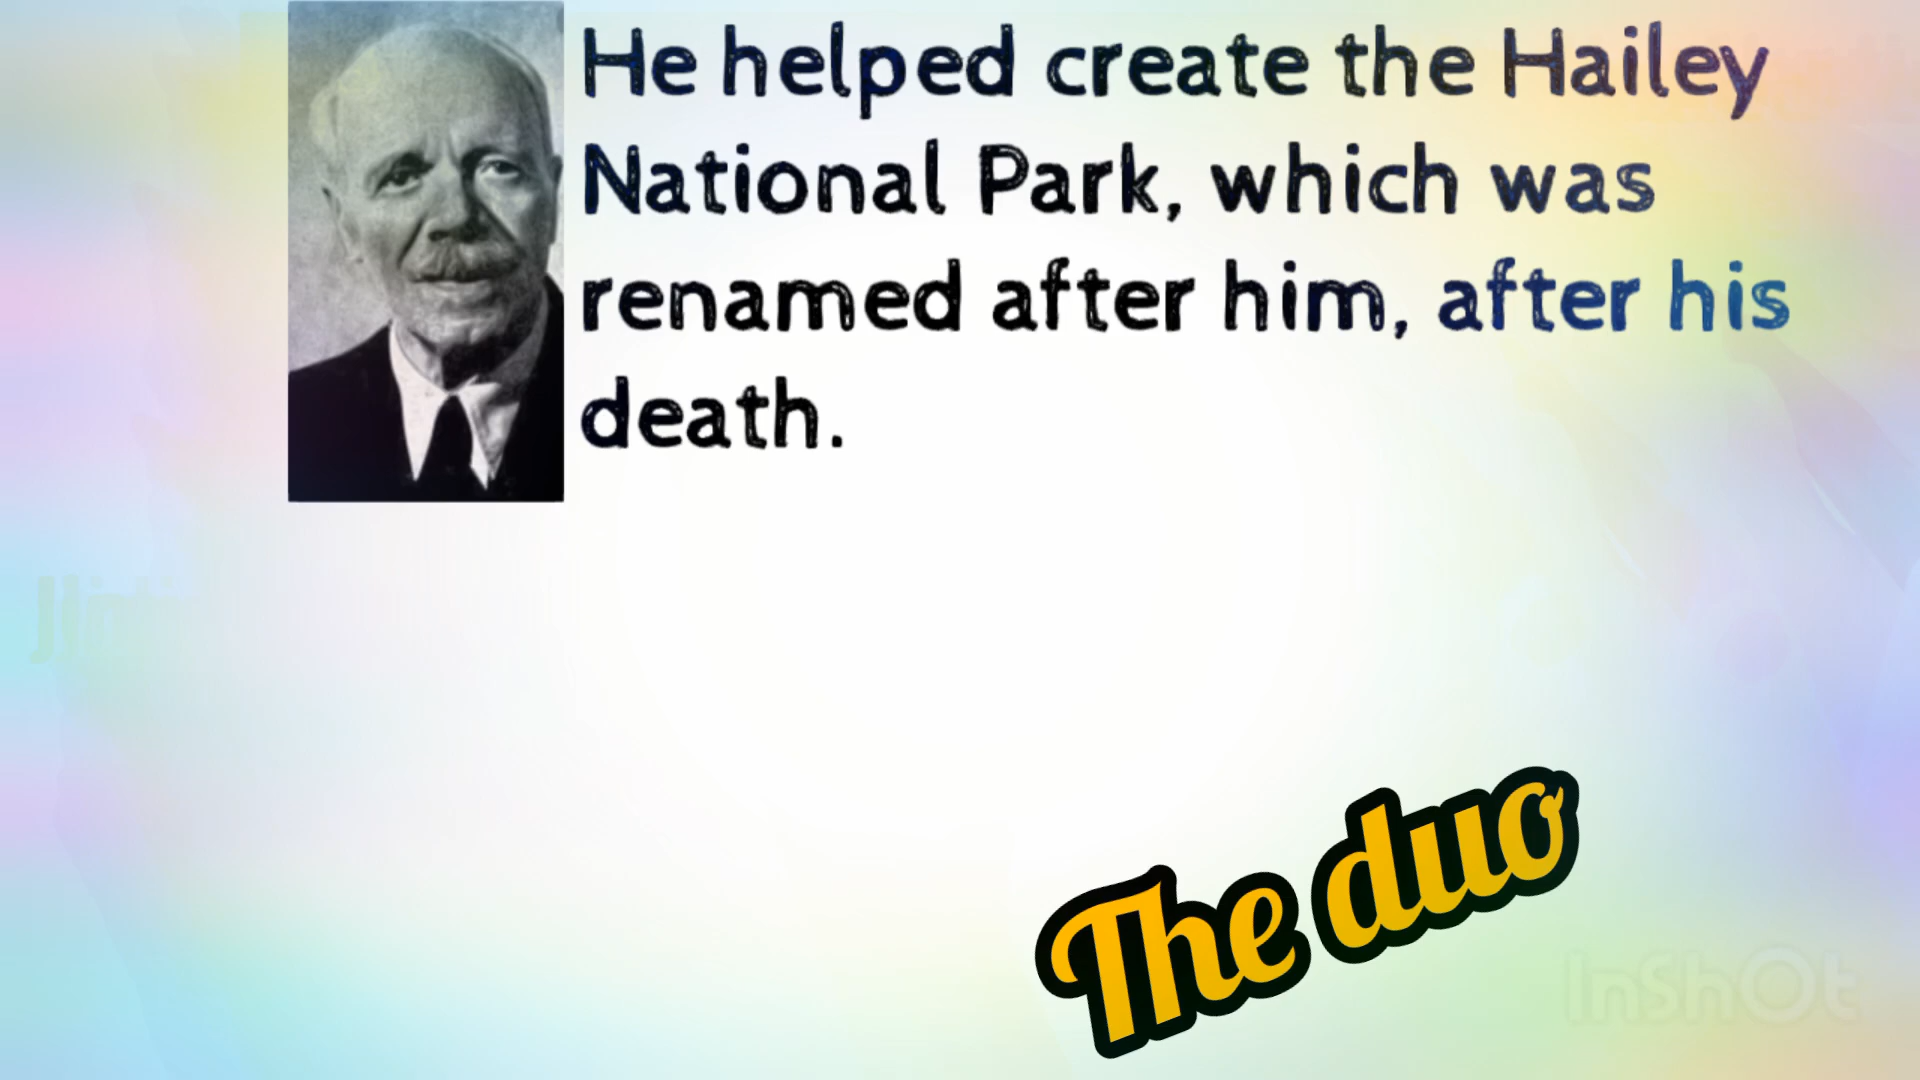 He helped create the Hailey
National Park, which was
renamed after him, after his
death.
The duo
InShOt